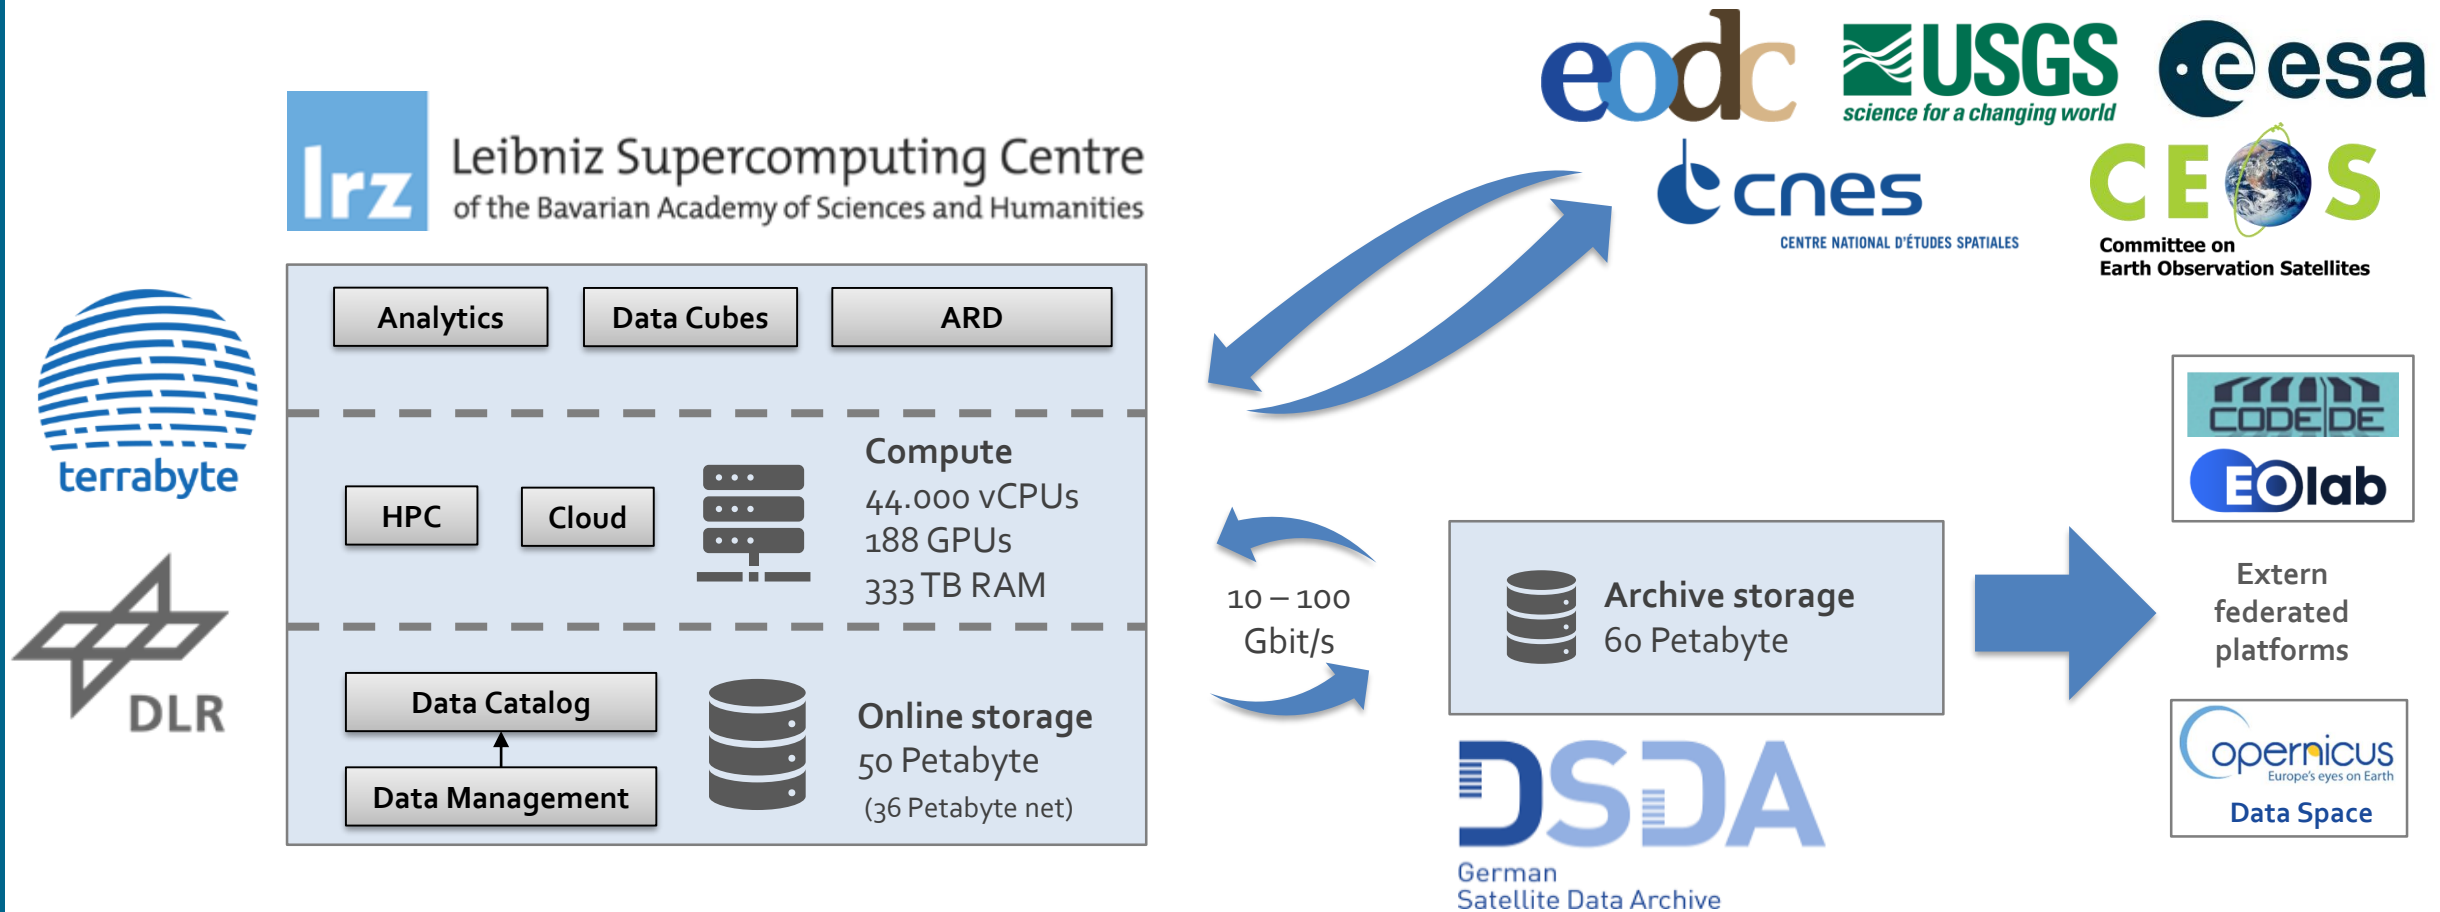 lrz
Leibniz Supercomputing Centre
of the Bavarian Academy of Sciences and Humanities
eodc
USGS
science for a changing world
esa
cnes
CENTRE NATIONAL D'ÉTUDES SPATIALES
CEOS
Committee on
Earth Observation Satellites
terrabyte
DLR
Analytics
Data Cubes
ARD
HPC
Cloud
Compute
44.000 vCPUs
188 GPUs
333 TB RAM
Data Catalog
Data Management
Online storage
50 Petabyte
(36 Petabyte net)
10 – 100
Gbit/s
Archive storage
60 Petabyte
DSDA
German
Satellite Data Archive
CODE DE
EOlab
Extern
federated
platforms
Copernicus
Europe's eyes on Earth
Data Space